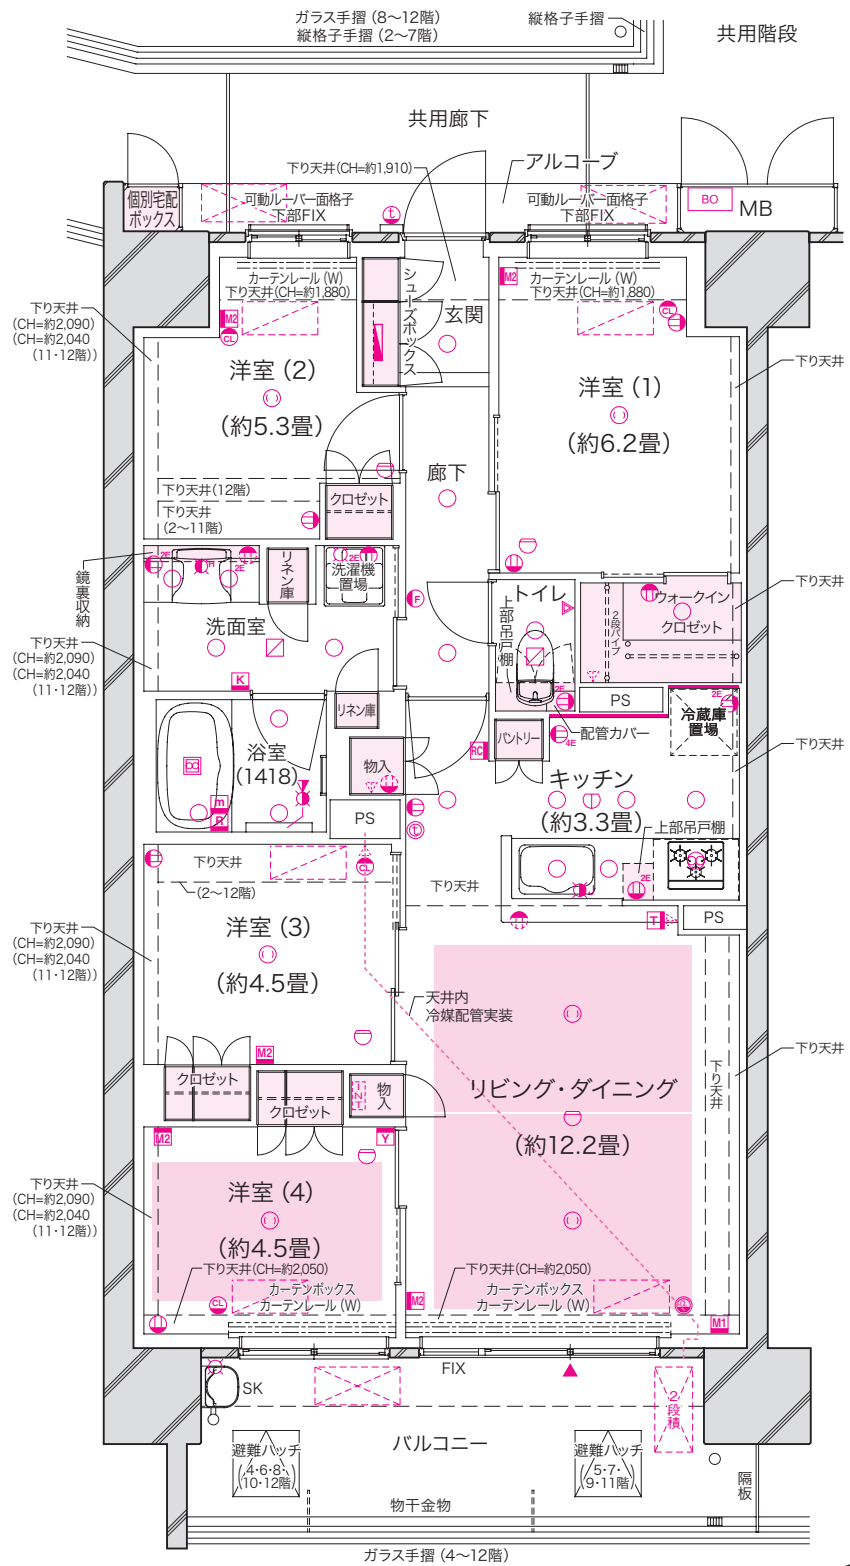 ガラス手摺 (8〜12階)
縦格子手摺 (2〜7階)
縦格子手摺
共用階段
共用廊下
下り天井(CH=約1,910)
アルコーブ
個別宅配
ボックス
可動ルーバー面格子
下部FIX
t
可動ルーバー面格子
下部FIX
BO
MB
カーテンレール (W)
下り天井(CH=約1,880)
シューズボックス
玄関
M2
カーテンレール (W)
下り天井(CH=約1,880)
下り天井
(CH=約2,090)
(CH=約2,040
(11・12階))
M2
CL
CL
洋室 (2)
(約5.3畳)
洋室 (1)
(約6.2畳)
下り天井
廊下
下り天井(12階)
下り天井
(2〜11階)
クロゼット
鏡裏収納
2E
H
2E
リネン庫
2E
洗濯機
置場
洗面室
F
トイレ
上部吊戸棚
2段パイプ
ウォークイン
クロゼット
下り天井
下り天井
(CH=約2,090)
(CH=約2,040
(11・12階))
K
リネン庫
2E
PS
2E
冷蔵庫
置場
配管カバー
浴室
(1418)
物入
RC
パントリー
4E
キッチン
(約3.3畳)
下り天井
m
R
PS
t
上部吊戸棚
2E
下り天井
(2〜12階)
CL
下り天井
T
PS
洋室 (3)
(約4.5畳)
下り天井
(CH=約2,090)
(CH=約2,040
(11・12階))
天井内
冷媒配管実装
M2
下り天井
下り天井
クロゼット
クロゼット
INT
物入
リビング・ダイニング
(約12.2畳)
M2
Y
洋室 (4)
(約4.5畳)
下り天井
(CH=約2,090)
(CH=約2,040
(11・12階))
下り天井(CH=約2,050)
カーテンボックス
カーテンレール (W)
CL
下り天井(CH=約2,050)
カーテンボックス
カーテンレール (W)
M2
M1
FIX
SK
2段積
バルコニー
避難ハッチ
(4・6・8・
10・12階)
避難ハッチ
(5・7・
9・11階)
隔板
物干金物
ガラス手摺 (4〜12階)